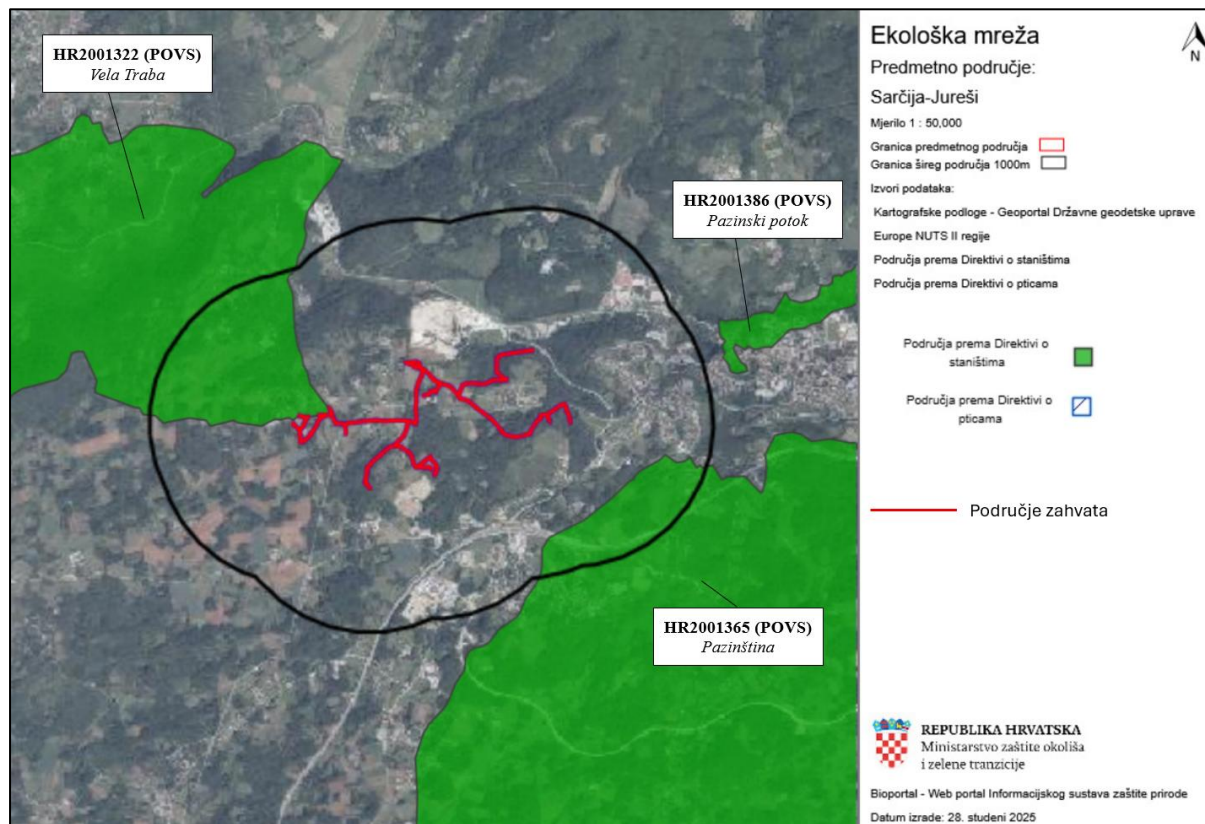 HR2001322 (POVS)
Vela Traba
HR2001386 (POVS)
Pazinski potok
HR2001365 (POVS)
Pazinština
Ekološka mreža
N
Predmetno područje:
Sarčija-Jureši
Mjerilo 1 : 50,000
Granica predmetnog područja
Granica šireg područja 1000m
Izvori podataka:
Kartografske podloge - Geoportal Državne geodetske uprave
Europe NUTS II regije
Područja prema Direktivi o staništima
Područja prema Direktivi o pticama
Područja prema Direktivi o
staništima
Područja prema Direktivi o
pticama
Područje zahvata
REPUBLIKA HRVATSKA
Ministarstvo zaštite okoliša
i zelene tranzicije
Bioportal - Web portal Informacijskog sustava zaštite prirode
Datum izrade: 28. studeni 2025